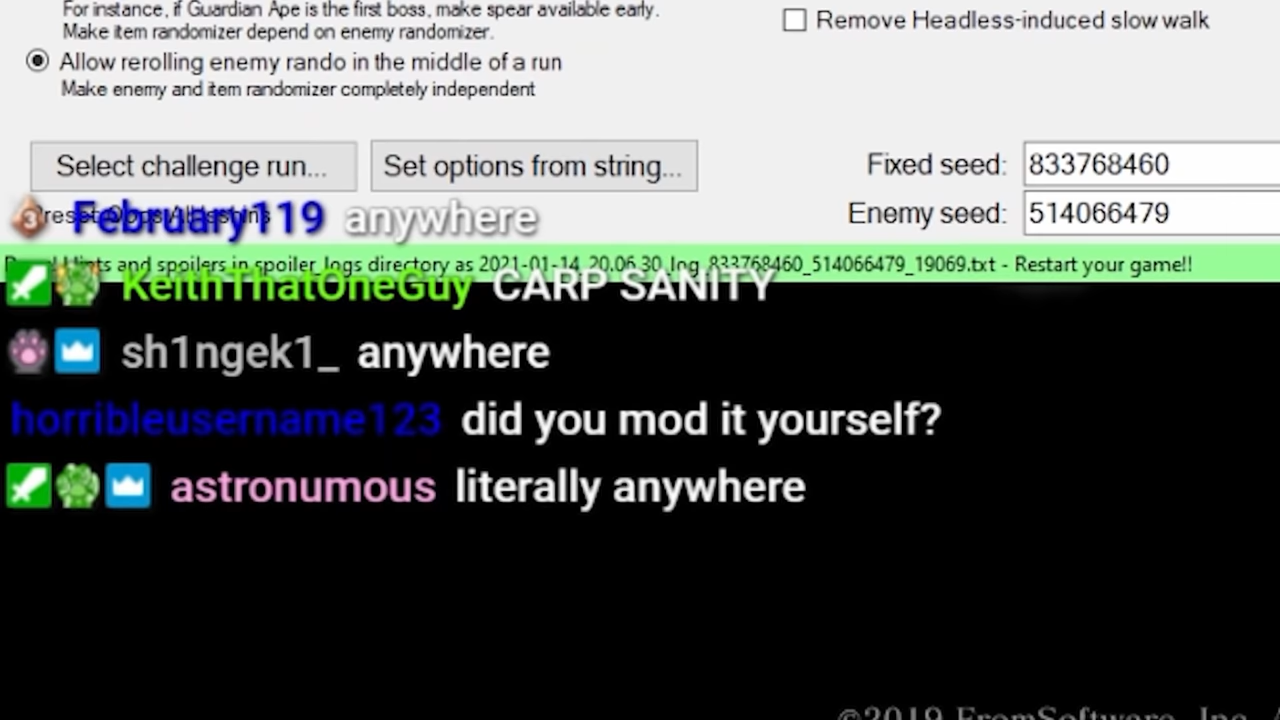 For instance, if Guardian Ape is the first boss, make spear available early.
Make item randomizer depend on enemy randomizer.
Remove Headless-induced slow walk
Allow rerolling enemy rando in the middle of a run
Make enemy and item randomizer completely independent
Select challenge run...
Set options from string...
Fixed seed: 833768460
Enemy seed: 514066479
Preset: Oops All
3 February119 anywhere
Hints and spoilers in spoiler_logs directory as 2021-01-14_20.06.30_log_833768460_514066479_19069.txt - Restart your game!!
KeithThatOneGuy CARP SANITY
sh1ngek1_ anywhere
horribleusername123 did you mod it yourself?
astronumous literally anywhere
©2019 FromSoftware, Inc.